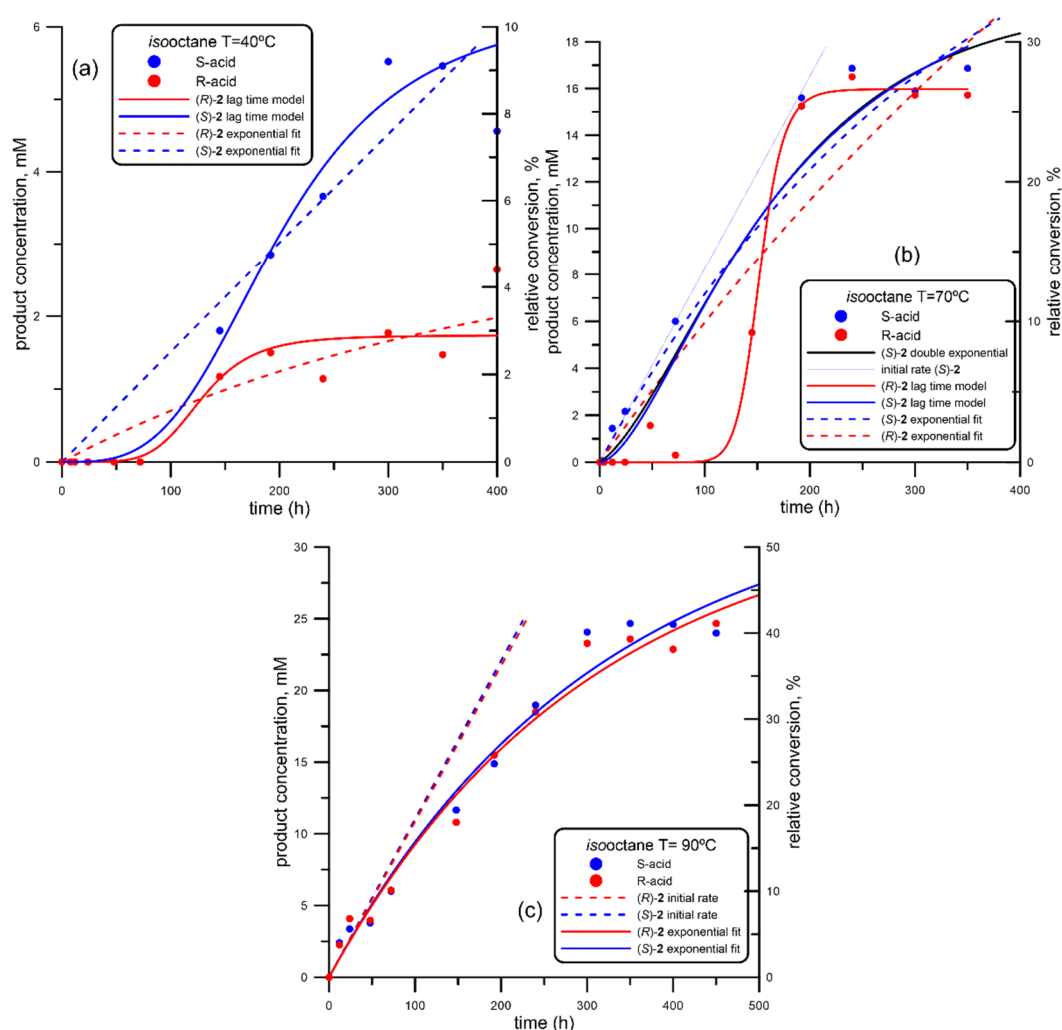 (a)
isooctane T=40ºC
S-acid
R-acid
(R)-2 lag time model
(S)-2 lag time model
(R)-2 exponential fit
(S)-2 exponential fit
product concentration, mM
0
2
4
6
relative conversion, %
0
2
4
6
8
10
0
100
200
300
400
time (h)
(b)
isooctane T=70ºC
S-acid
R-acid
(S)-2 double exponential
initial rate (S)-2
(R)-2 lag time model
(S)-2 lag time model
(S)-2 exponential fit
(R)-2 exponential fit
product concentration, mM
0
2
4
6
8
10
12
14
16
18
relative conversion, %
0
10
20
30
0
100
200
300
400
time (h)
(c)
isooctane T= 90ºC
S-acid
R-acid
(R)-2 initial rate
(S)-2 initial rate
(R)-2 exponential fit
(S)-2 exponential fit
product concentration, mM
0
5
10
15
20
25
30
relative conversion, %
0
10
20
30
40
50
0
100
200
300
400
500
time (h)